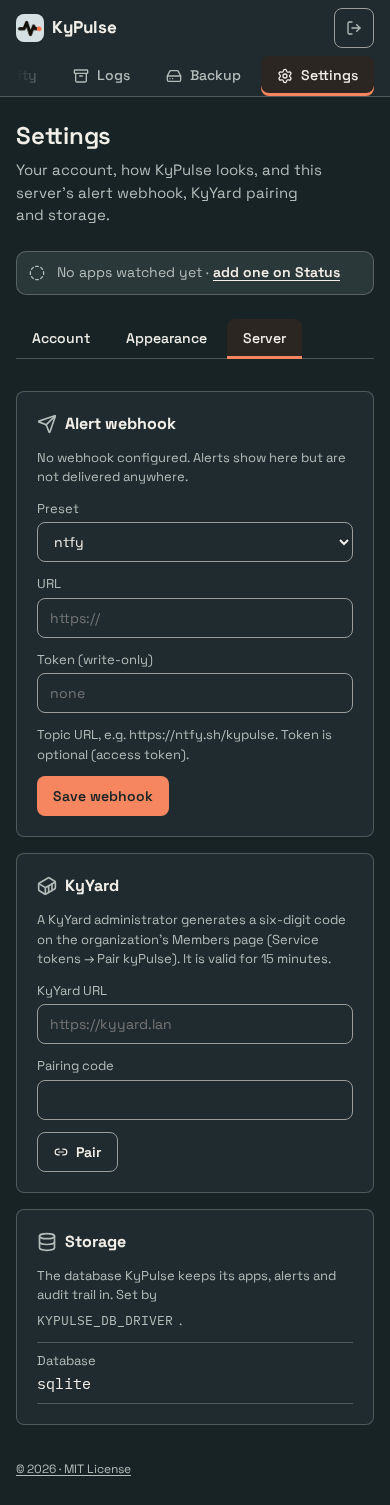 KyPulse
Logs
Backup
Settings
Settings
Your account, how KyPulse looks, and this
server's alert webhook, KyYard pairing
and storage.
No apps watched yet · add one on Status
Account
Appearance
Server
Alert webhook
No webhook configured. Alerts show here but are
not delivered anywhere.
Preset
ntfy
URL
https://
Token (write-only)
none
Topic URL, e.g. https://ntfy.sh/kypulse. Token is
optional (access token).
Save webhook
KyYard
A KyYard administrator generates a six-digit code
on the organization's Members page (Service
tokens → Pair kyPulse). It is valid for 15 minutes.
KyYard URL
https://kyyard.lan
Pairing code
Pair
Storage
The database KyPulse keeps its apps, alerts and
audit trail in. Set by
KYPULSE_DB_DRIVER .
Database
sqlite
© 2026 · MIT License